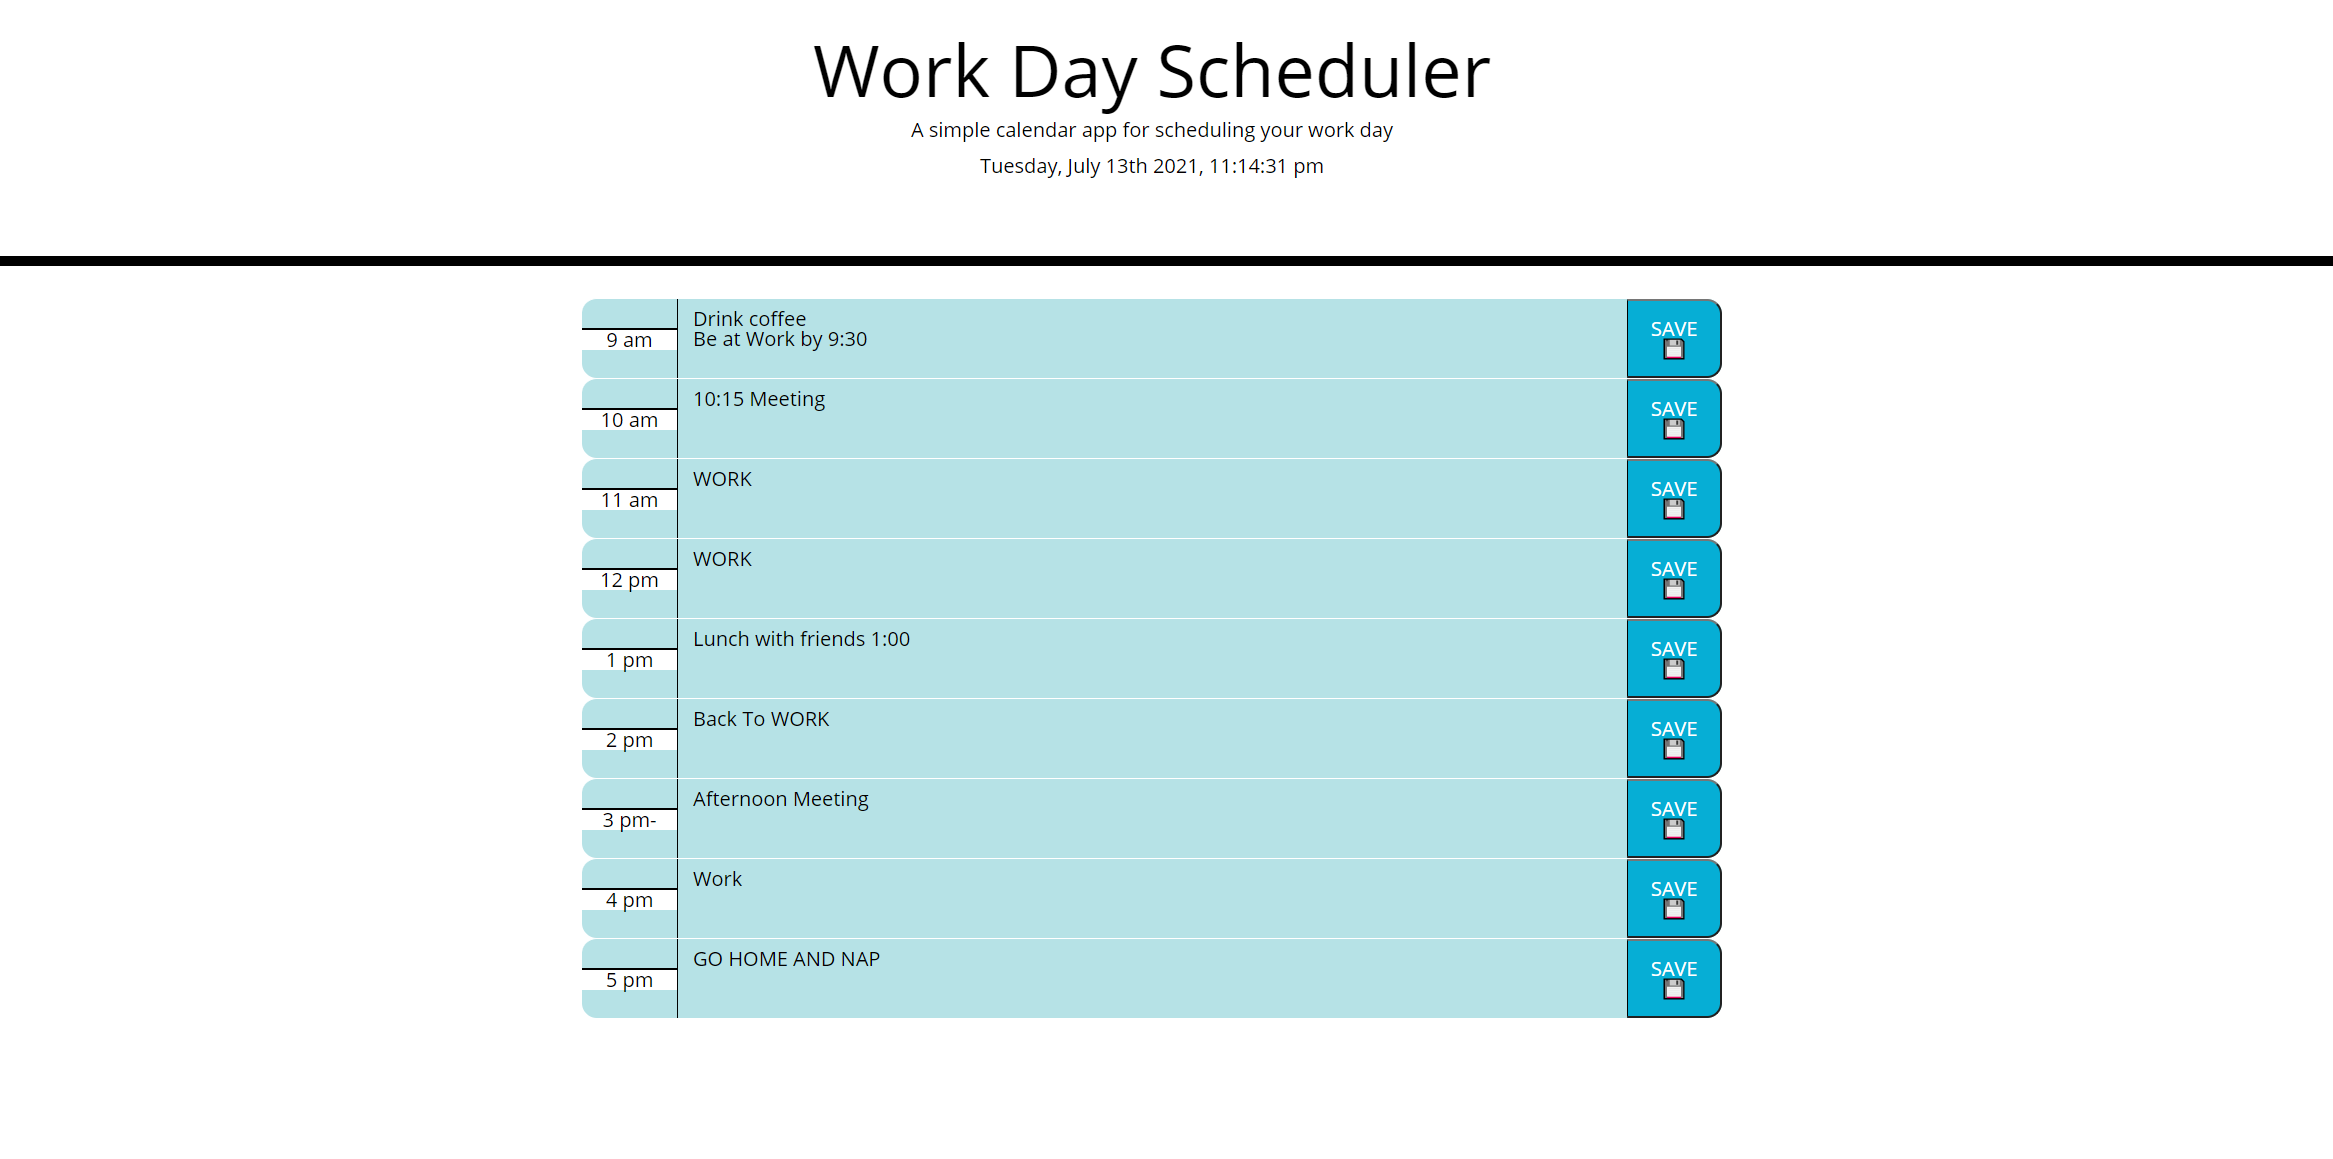 Work Day Scheduler
A simple calendar app for scheduling your work day
Tuesday, July 13th 2021, 11:14:31 pm
9 am
Drink coffee
Be at Work by 9:30
SAVE
10 am
10:15 Meeting
SAVE
11 am
WORK
SAVE
12 pm
WORK
SAVE
1 pm
Lunch with friends 1:00
SAVE
2 pm
Back To WORK
SAVE
3 pm-
Afternoon Meeting
SAVE
4 pm
Work
SAVE
5 pm
GO HOME AND NAP
SAVE